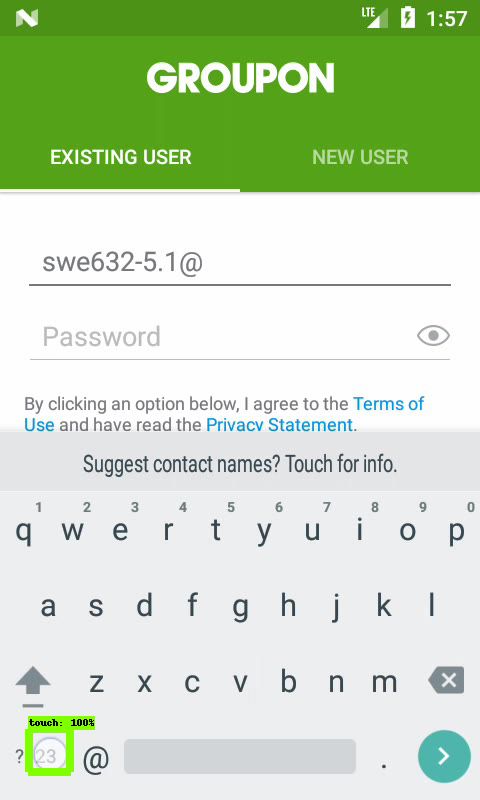 LTE 1:57
GROUPON
EXISTING USER NEW USER
swe632-5.1@
Password
By clicking an option below, I agree to the Terms of
Use and have read the Privacy Statement.
Suggest contact names? Touch for info.
1 2 3 4 5 6 7 8 9 0
q w e r t y u i o p
a s d f g h j k l
z x c v b n m
touch: 100%
?23 @ .